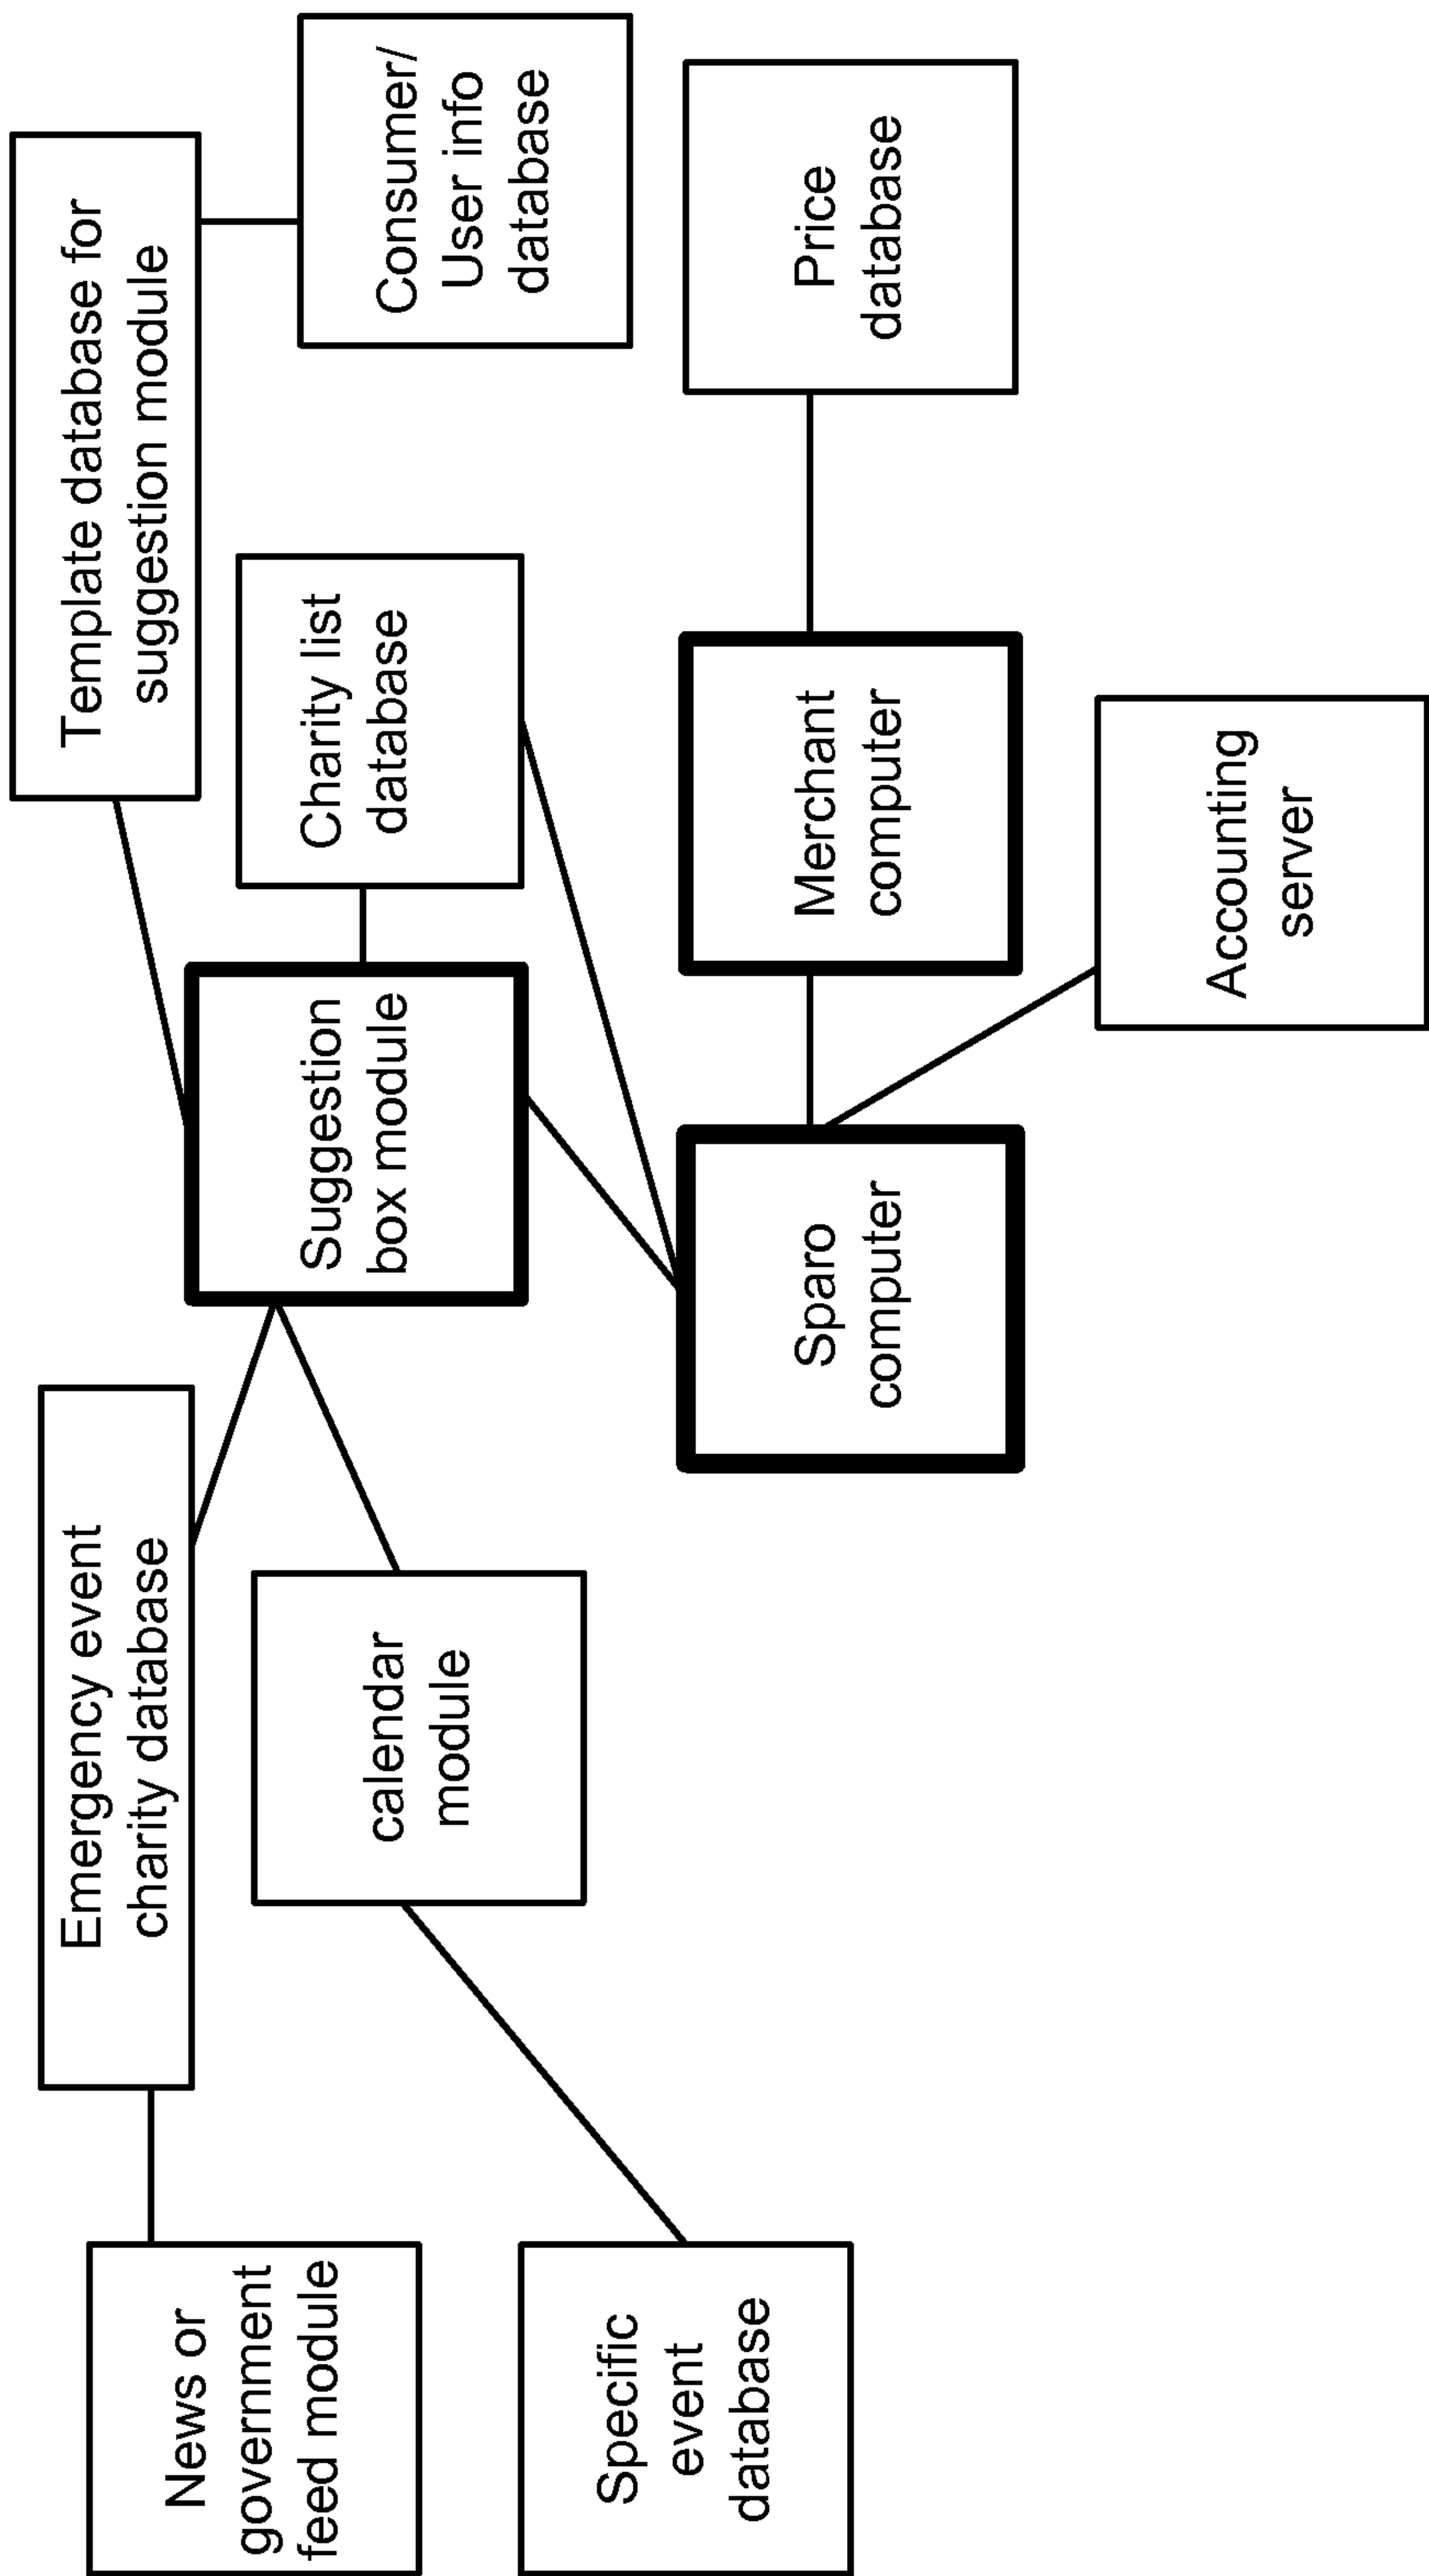 News or
government
feed module
Emergency event
charity database
Template database for
suggestion module
Suggestion
box module
Charity list
database
Consumer/
User info
database
calendar
module
Specific
event
database
Sparo
computer
Merchant
computer
Price
database
Accounting
server